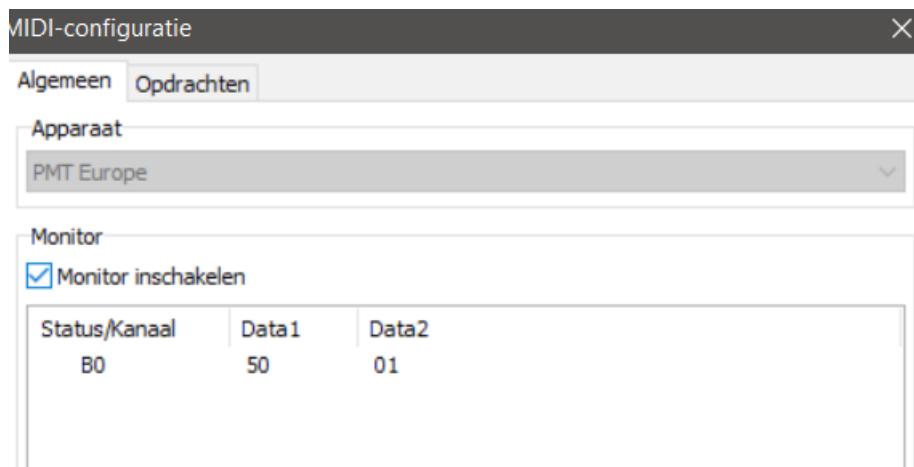 MIDI-configuratie
Algemeen Opdrachten
Apparaat
PMT Europe
Monitor
Monitor inschakelen
Status/Kanaal Data1 Data2
B0 50 01